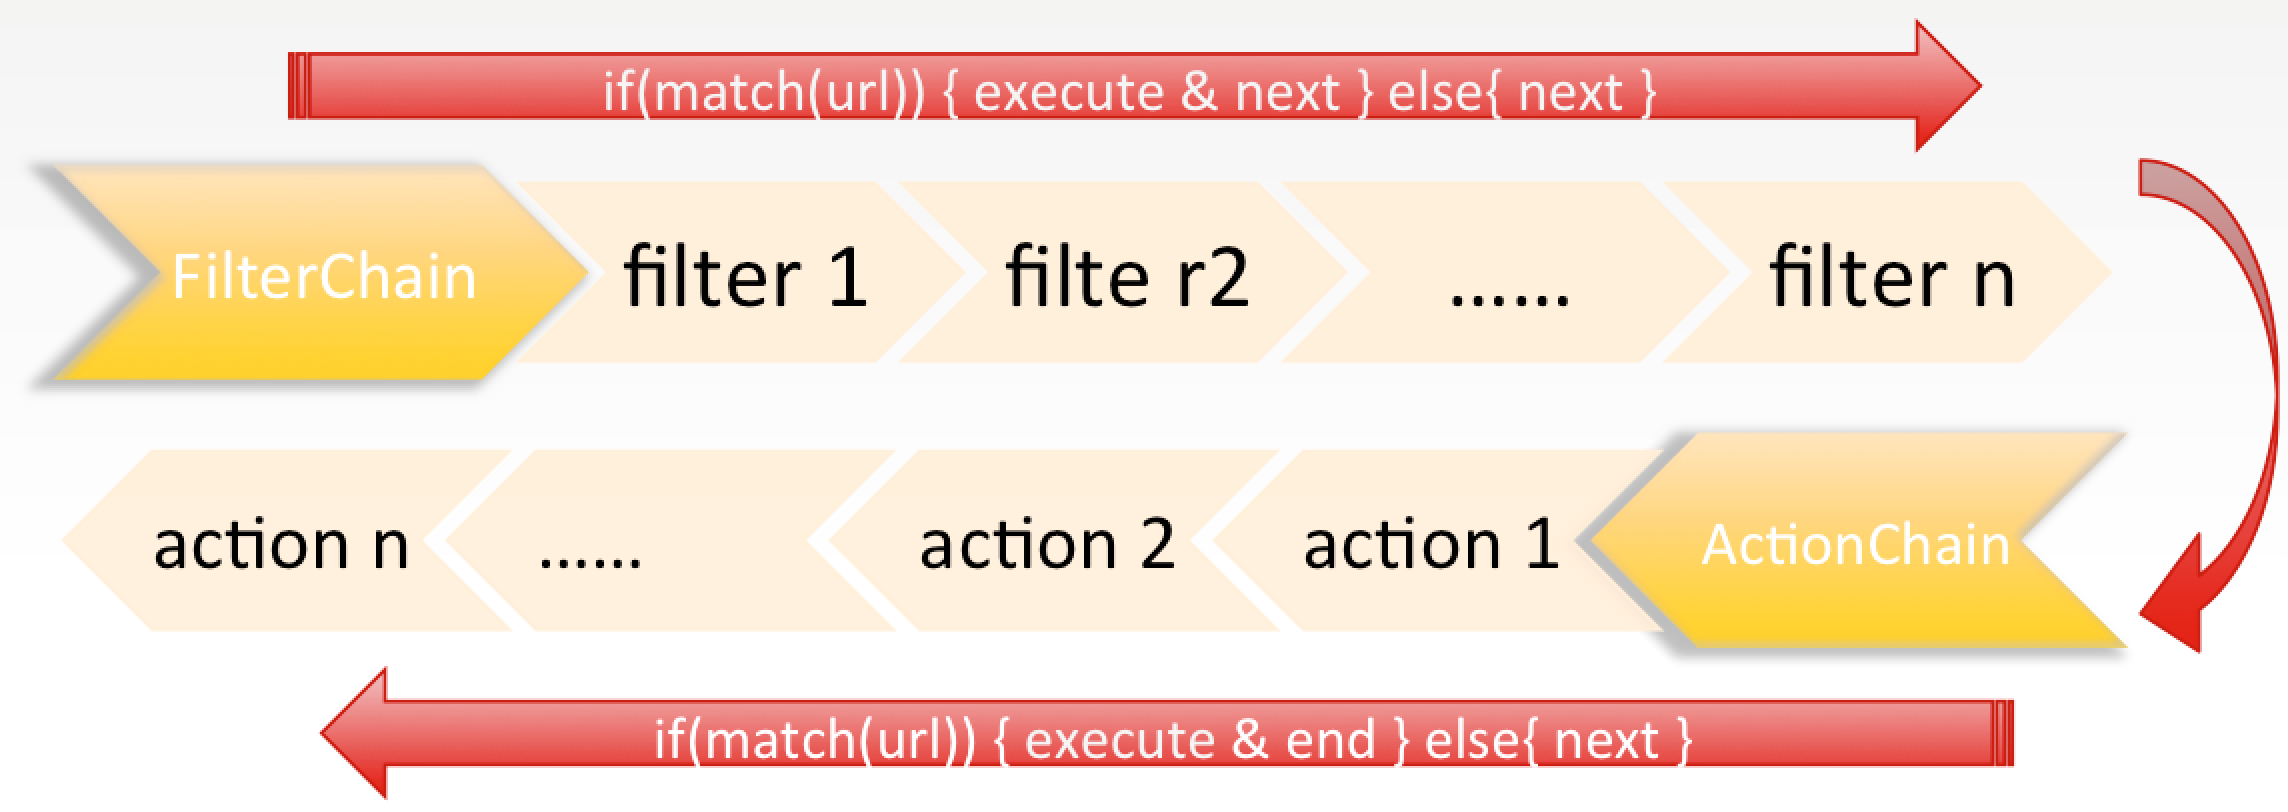 if(match(url)) { execute & next } else{ next }
FilterChain filter 1 filte r2 ...... filter n
action n ...... action 2 action 1 ActionChain
if(match(url)) { execute & end } else{ next }